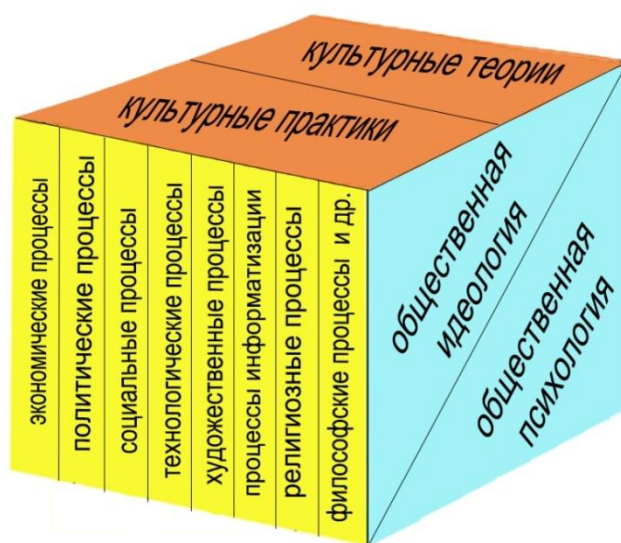 культурные теории
культурные практики
экономические процессы
политические процессы
социальные процессы
технологические процессы
художественные процессы
процессы информатизации
религиозные процессы
философские процессы и др.
общественная
идеология
общественная
психология